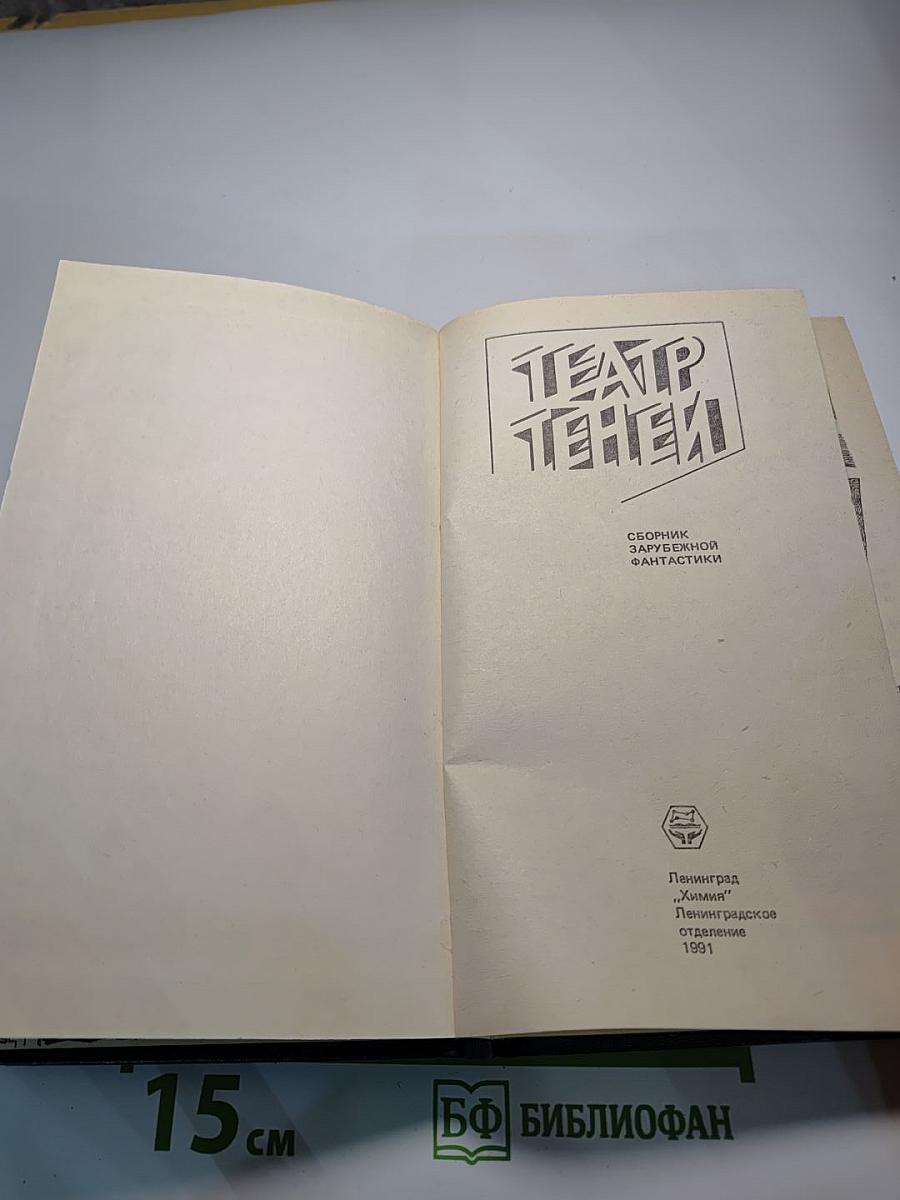 ТЕАТР
ТЕНЕЙ
СБОРНИК
ЗАРУБЕЖНОЙ
ФАНТАСТИКИ
Ленинград
„Химия"
Ленинградское
отделение
1991
15 см
БФ БИБЛИОФАН